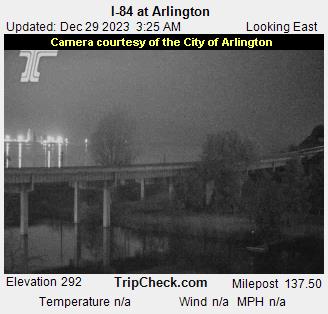 I-84 at Arlington
Updated: Dec 29 2023 3:25 AM Looking East
Camera courtesy of the City of Arlington
Elevation 292 TripCheck.com Milepost 137.50
Temperature n/a Wind n/a MPH n/a